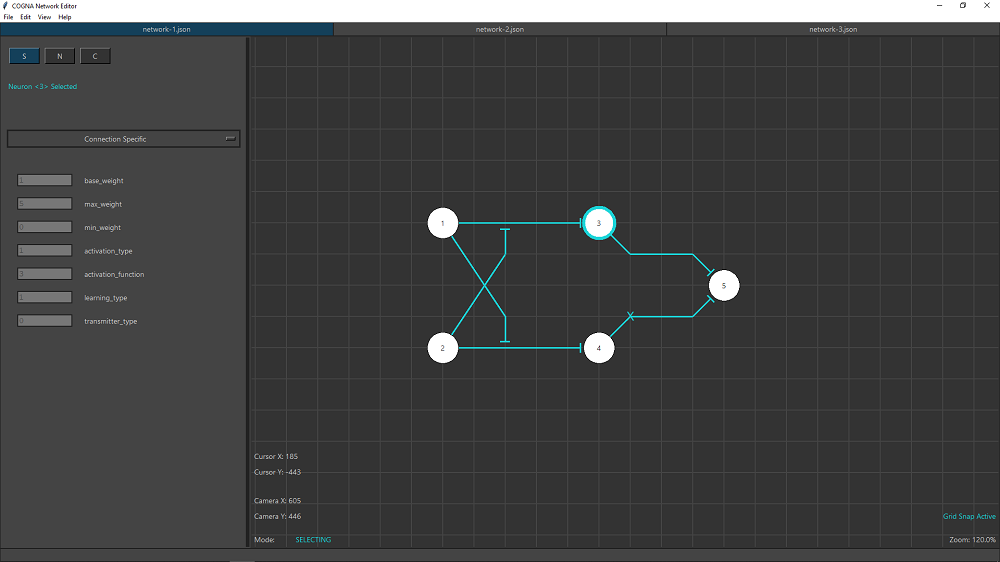 COGNA Network Editor
File Edit View Help
network-1.json network-2.json network-3.json
S N C
Neuron <3> Selected
Connection Specific
1 base_weight
5 max_weight
0 min_weight
1 activation_type
3 activation_function
1 learning_type
0 transmitter_type
1
3
5
2
4
Cursor X: 185
Cursor Y: -443
Camera X: 605
Camera Y: 446
Grid Snap Active
Mode: SELECTING
Zoom: 120.0%